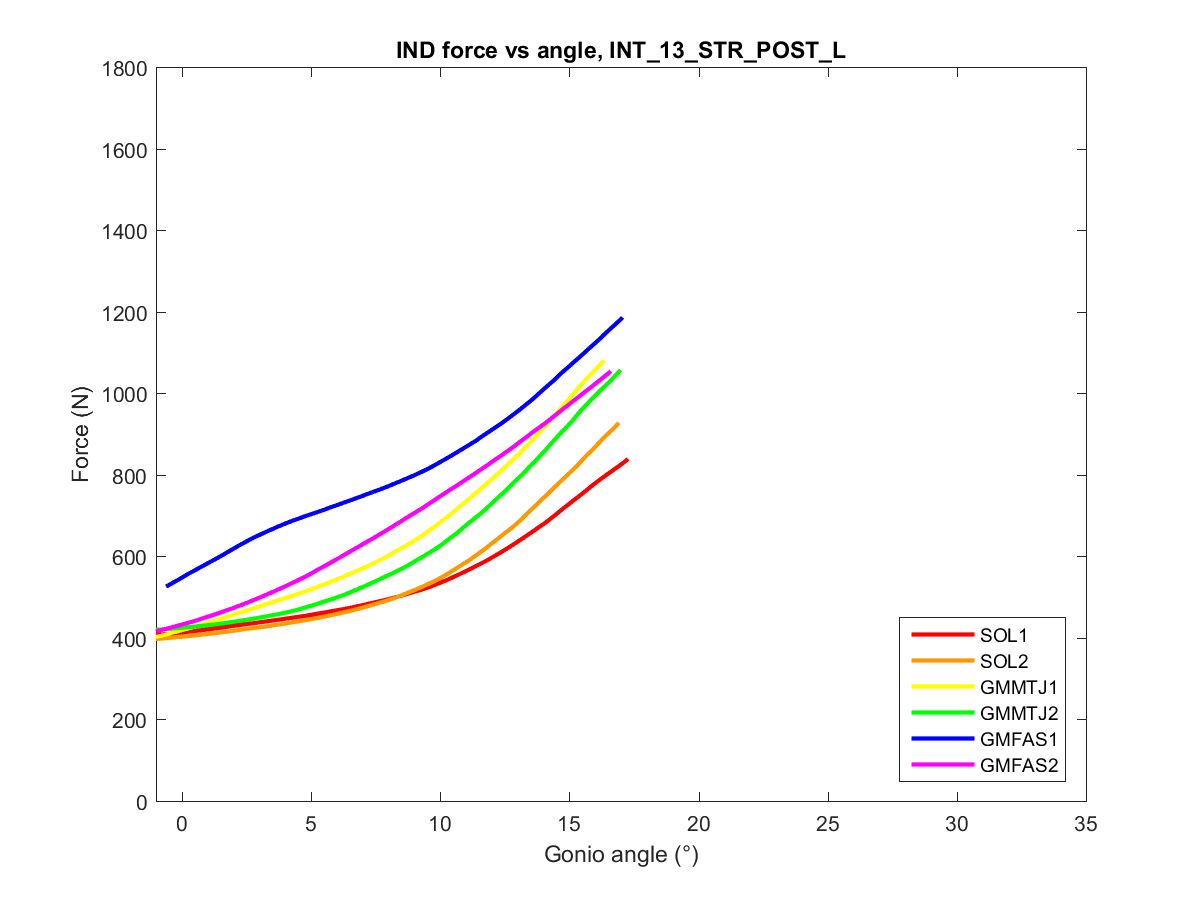 IND force vs angle, INT_13_STR_POST_L
1800
1600
1400
1200
1000
800
600
400
200
0
Force (N)
0 5 10 15 20 25 30 35
Gonio angle (°)
SOL1
SOL2
GMMTJ1
GMMTJ2
GMFAS1
GMFAS2